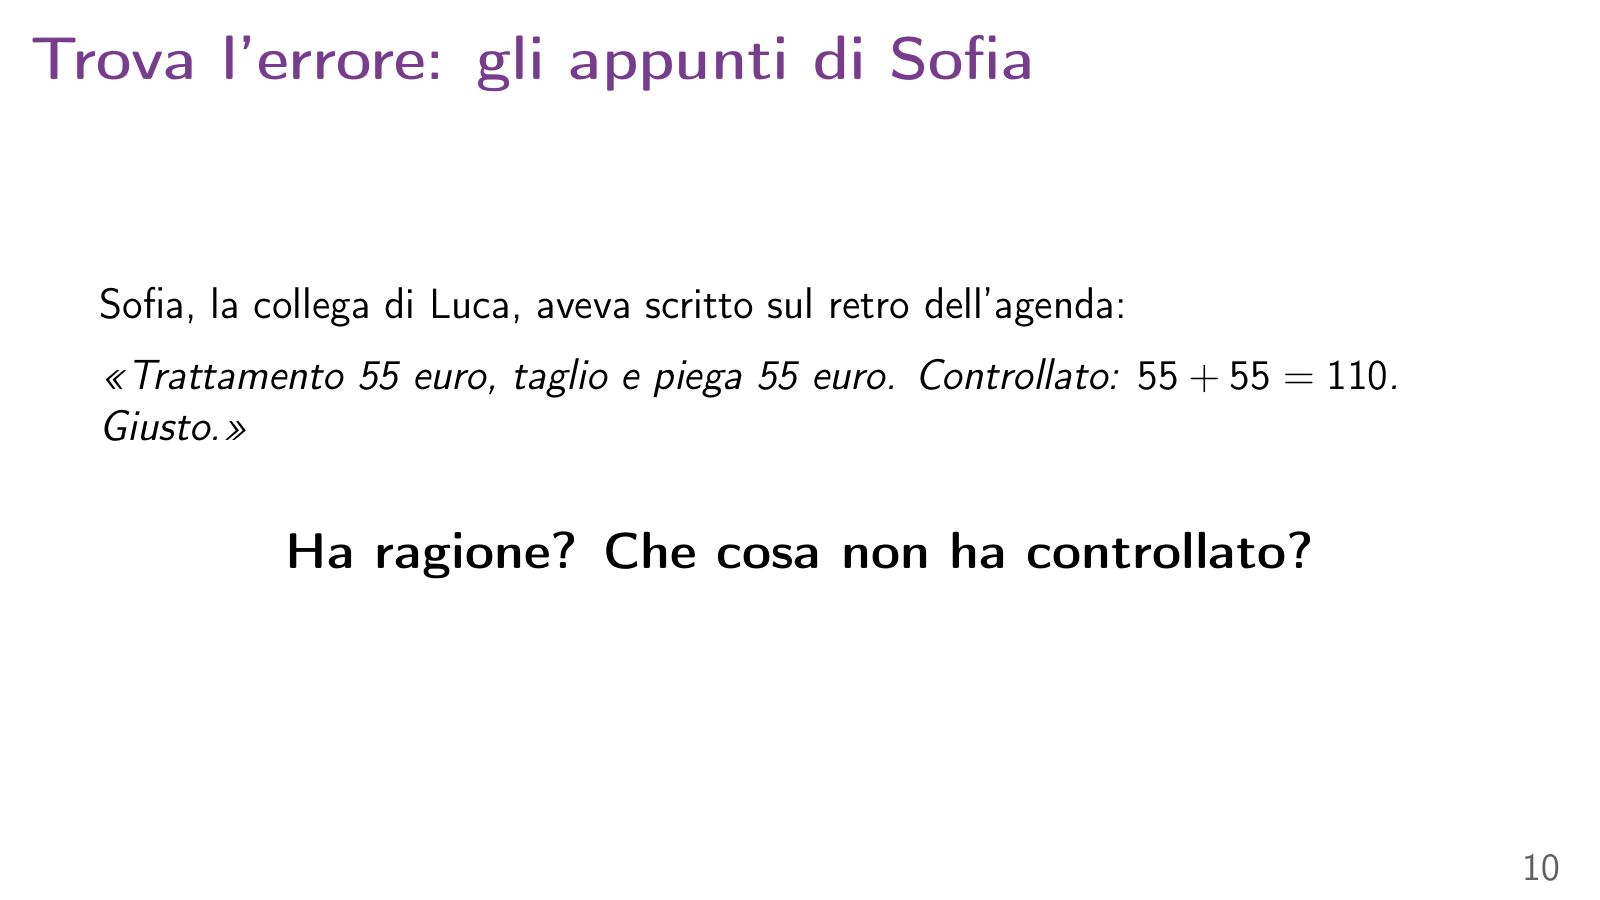 Trova l'errore: gli appunti di Sofia
Sofia, la collega di Luca, aveva scritto sul retro dell'agenda:
«Trattamento 55 euro, taglio e piega 55 euro. Controllato: 55 + 55 = 110.
Giusto.»
Ha ragione? Che cosa non ha controllato?
10